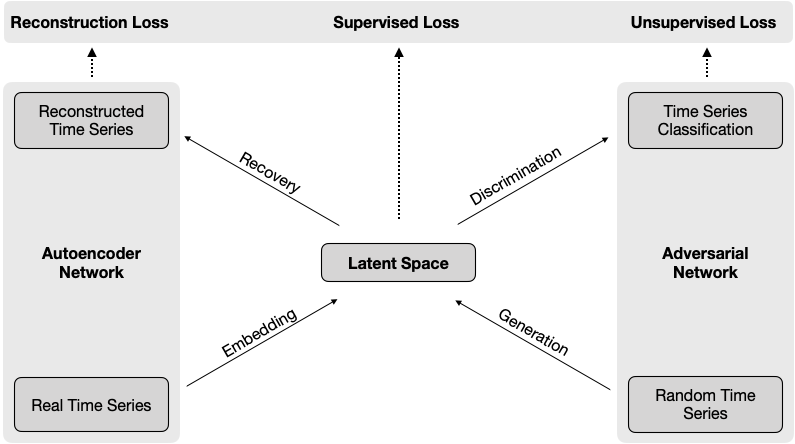 Reconstruction Loss
Supervised Loss
Unsupervised Loss
Reconstructed
Time Series
Time Series
Classification
Recovery
Discrimination
Autoencoder
Network
Latent Space
Adversarial
Network
Embedding
Generation
Real Time Series
Random Time
Series